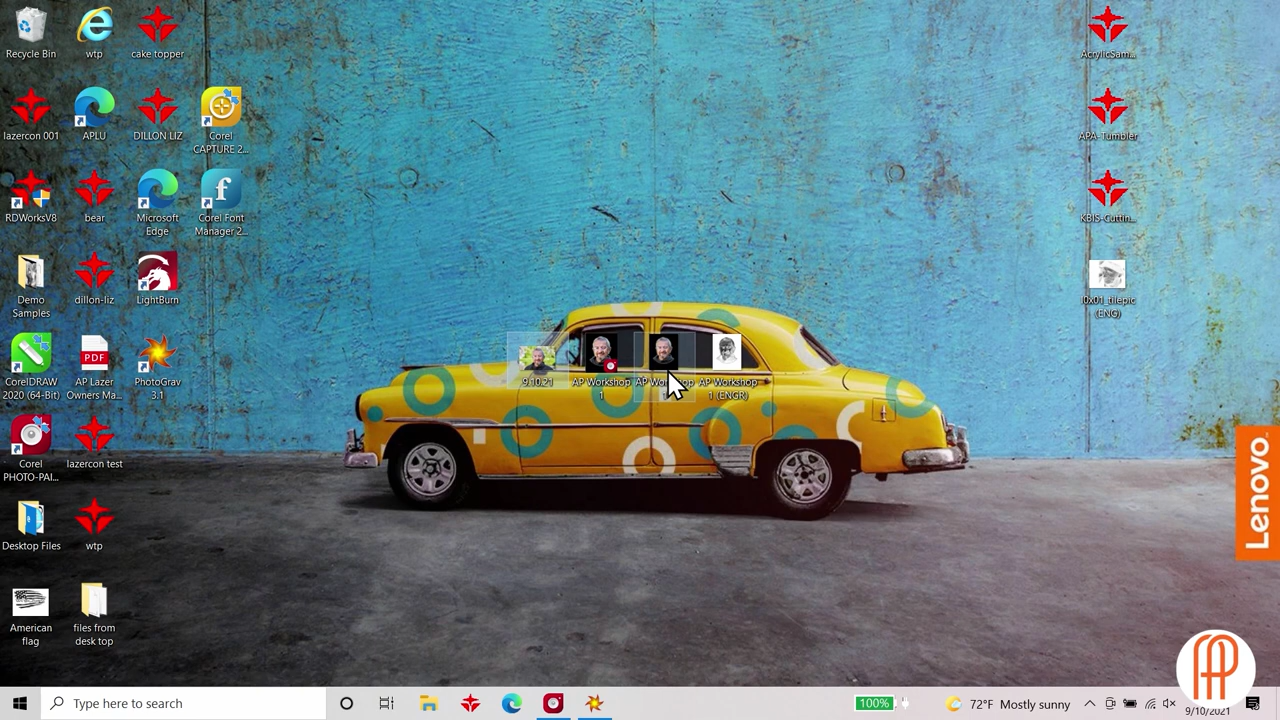 Recycle Bin
wtp
cake topper
lazercon 001
APLU
DILLON LIZ
Corel
CAPTURE 2...
RDWorksV8
bear
Microsoft
Edge
Corel Font
Manager 2...
Demo
Samples
dillon-liz
LightBurn
CorelDRAW
2020 (64-Bit)
AP Lazer
Owners Ma...
PhotoGrav
3.1
Corel
PHOTO-PAI...
lazercon test
Desktop Files
wtp
American
flag
files from
desk top
9.10.21
AP Workshop
1
AP Workshop
1 (ENGR)
AcrylicSam...
APA-Tumbler
KBIS-Cuttin...
(ENG)
Lenovo
PDF
Type here to search
100%
72°F Mostly sunny
9/10/2021
AP